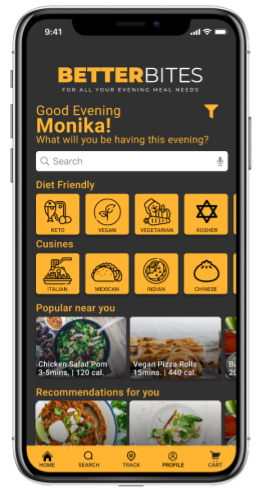 9:41
BETTERBITES
FOR ALL YOUR EVENING MEAL NEEDS
Good Evening
Monika!
What will you be having this evening?
Search
Diet Friendly
KETO VEGAN VEGETARIAN KOSHER
Cusines
ITALIAN MEXICAN INDIAN CHINESE
Popular near you
Chicken Salad Pom Vegan Pizza Rolls Bu
3-5mins. | 120 cal. 15mins. | 440 cal. 20
Recommendations for you
HOME SEARCH TRACK PROFILE CART